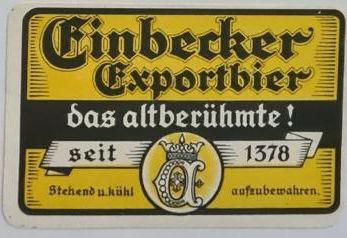 Einbecker
Exportbier
das altberühmte!
seit 1378
Stehend u. kühl aufzubewahren.